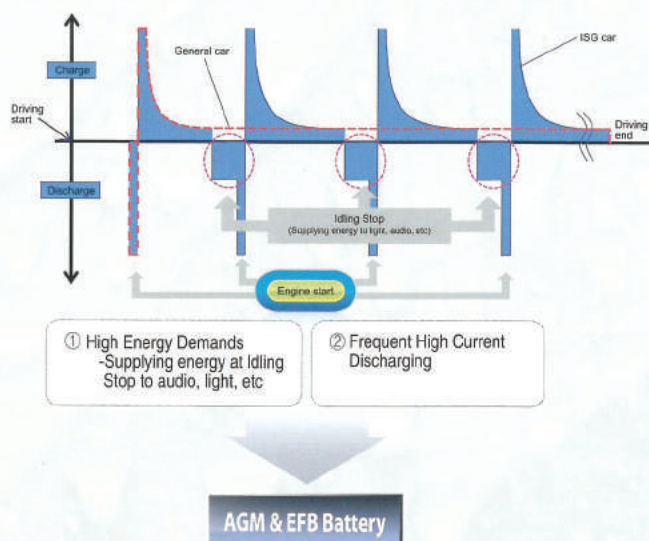 General car
ISG car
Charge
Driving
start
Driving
end
Discharge
Idling Stop
(Supplying energy to light, audio, etc)
Engine start
① High Energy Demands
-Supplying energy at Idling
Stop to audio, light, etc
② Frequent High Current
Discharging
AGM & EFB Battery